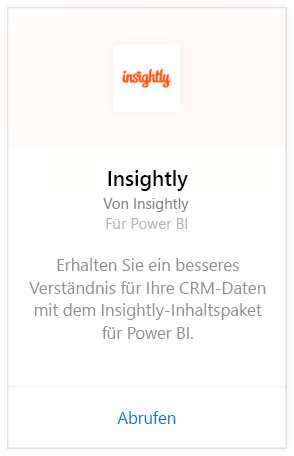 insightly
Insightly
Von Insightly
Für Power BI
Erhalten Sie ein besseres
Verständnis für Ihre CRM-Daten
mit dem Insightly-Inhaltspaket
für Power BI.
Abrufen